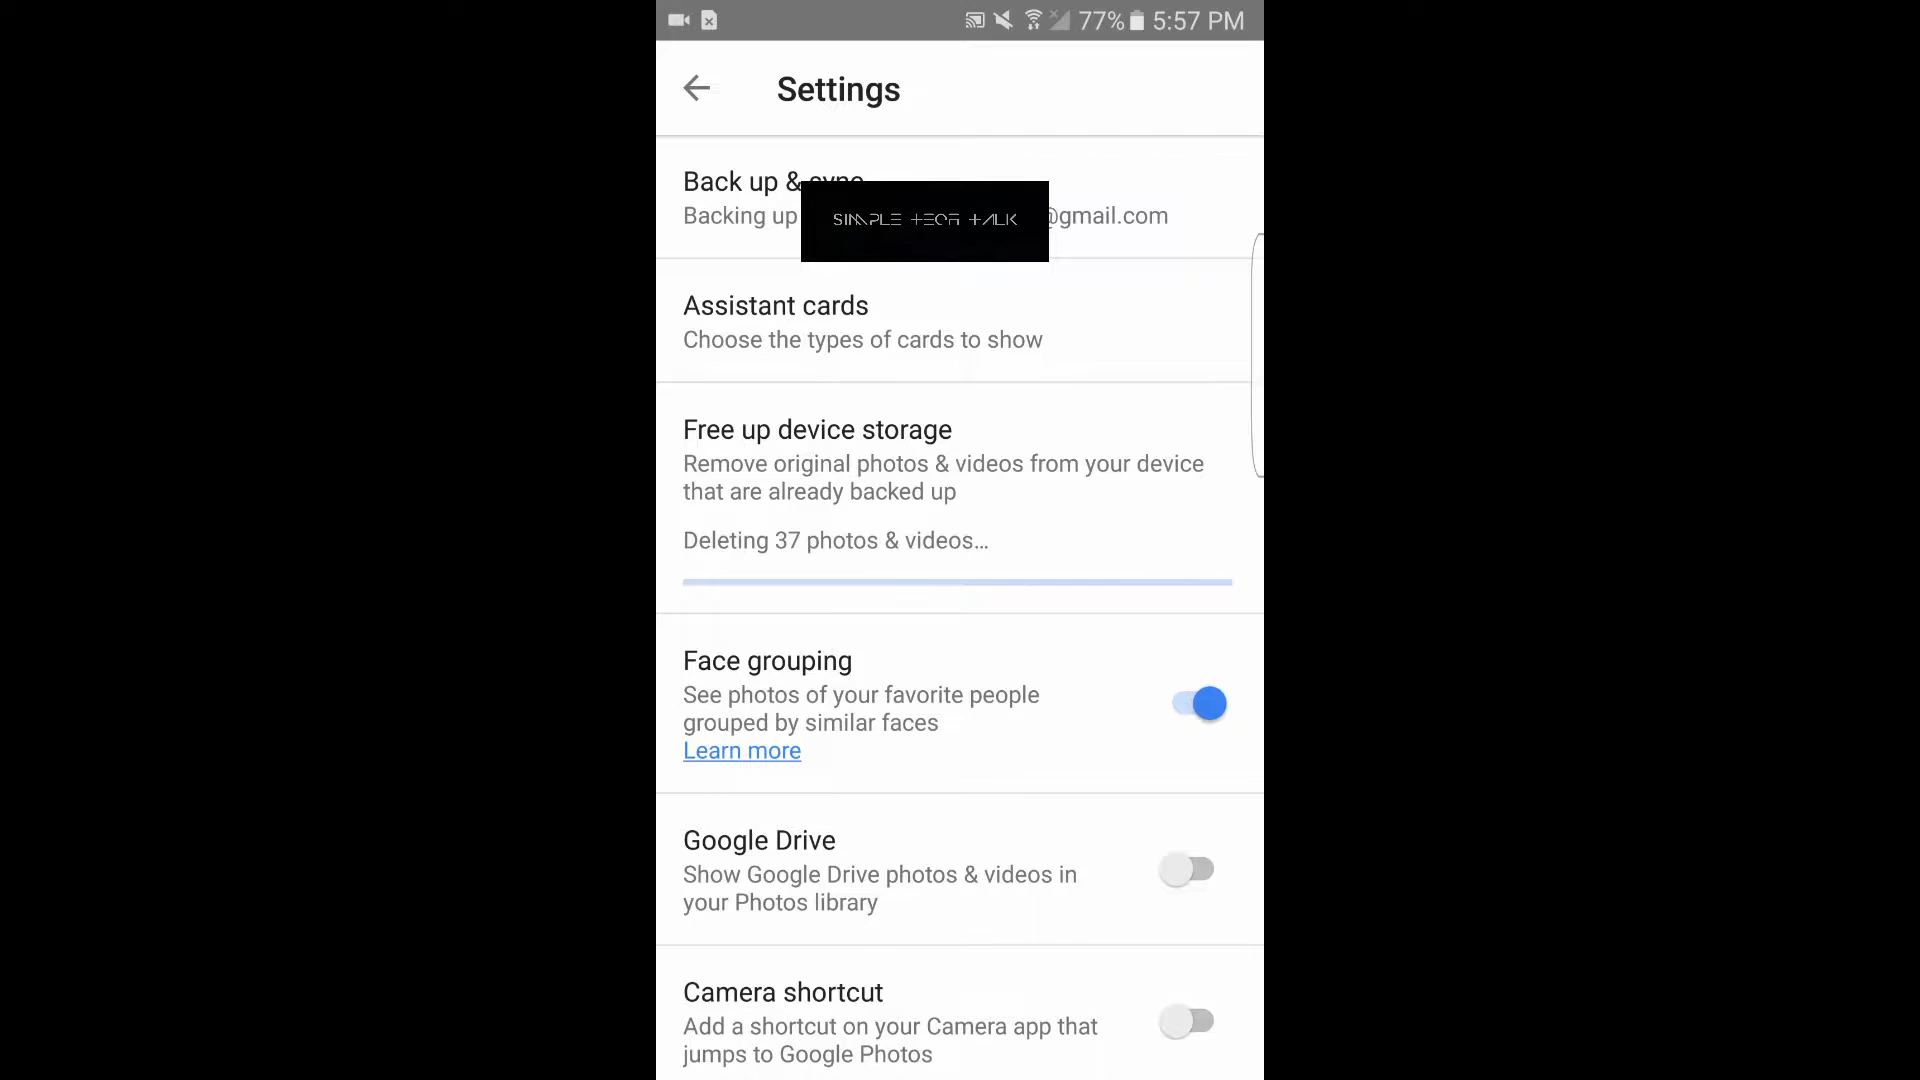 77% 5:57 PM
Settings
Back up & sync
Backing up @gmail.com
SIMPLE TECH TALK
Assistant cards
Choose the types of cards to show
Free up device storage
Remove original photos & videos from your device
that are already backed up
Deleting 37 photos & videos…
Face grouping
See photos of your favorite people
grouped by similar faces
Learn more
Google Drive
Show Google Drive photos & videos in
your Photos library
Camera shortcut
Add a shortcut on your Camera app that
jumps to Google Photos